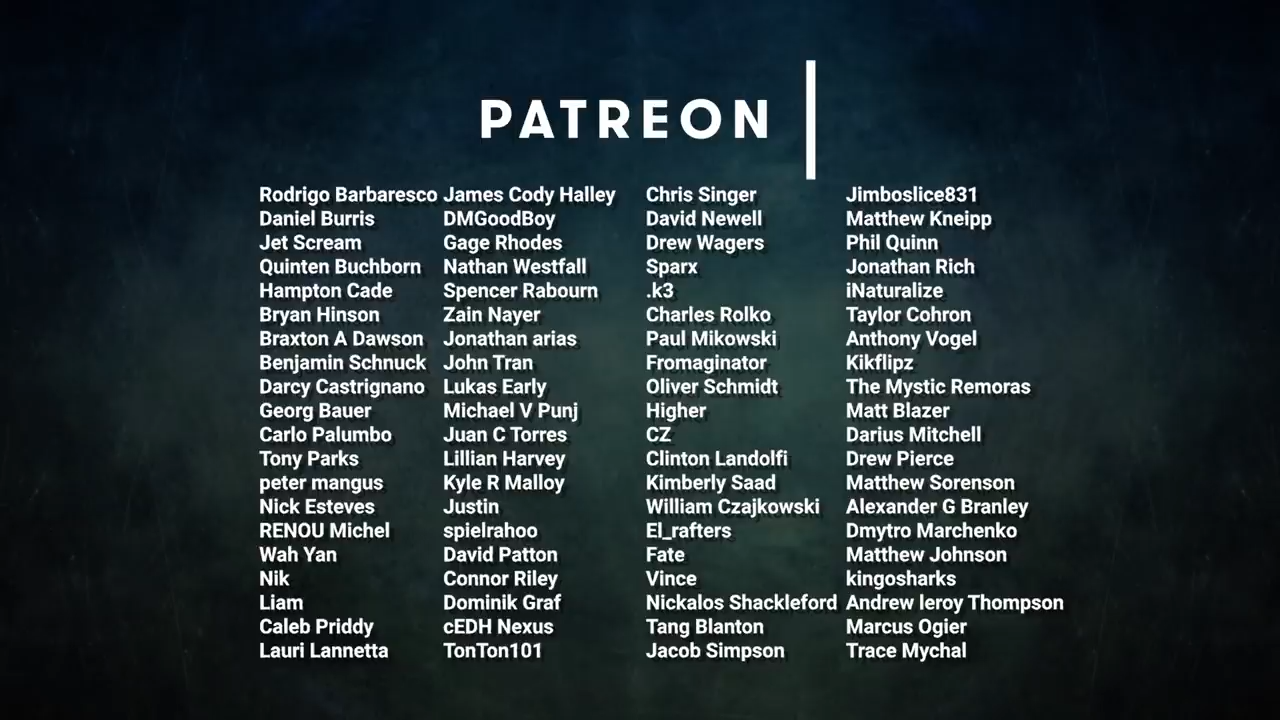 PATREON
Rodrigo Barbaresco James Cody Halley Chris Singer Jimboslice831
Daniel Burris DMGoodBoy David Newell Matthew Kneipp
Jet Scream Gage Rhodes Drew Wagers Phil Quinn
Quinten Buchborn Nathan Westfall Sparx Jonathan Rich
Hampton Cade Spencer Rabourn .k3 iNaturalize
Bryan Hinson Zain Nayer Charles Rolko Taylor Cohron
Braxton A Dawson Jonathan arias Paul Mikowski Anthony Vogel
Benjamin Schnuck John Tran Fromaginator Kikflipz
Darcy Castrignano Lukas Early Oliver Schmidt The Mystic Remoras
Georg Bauer Michael V Punj Higher Matt Blazer
Carlo Palumbo Juan C Torres CZ Darius Mitchell
Tony Parks Lillian Harvey Clinton Landolfi Drew Pierce
peter mangus Kyle R Malloy Kimberly Saad Matthew Sorenson
Nick Esteves Justin William Czajkowski Alexander G Branley
RENOU Michel spielrahoo El_rafters Dmytro Marchenko
Wah Yan David Patton Fate Matthew Johnson
Nik Connor Riley Vince kingosharks
Liam Dominik Graf Nickalos Shackleford Andrew leroy Thompson
Caleb Priddy cEDH Nexus Tang Blanton Marcus Ogier
Lauri Lannetta TonTon101 Jacob Simpson Trace Mychal